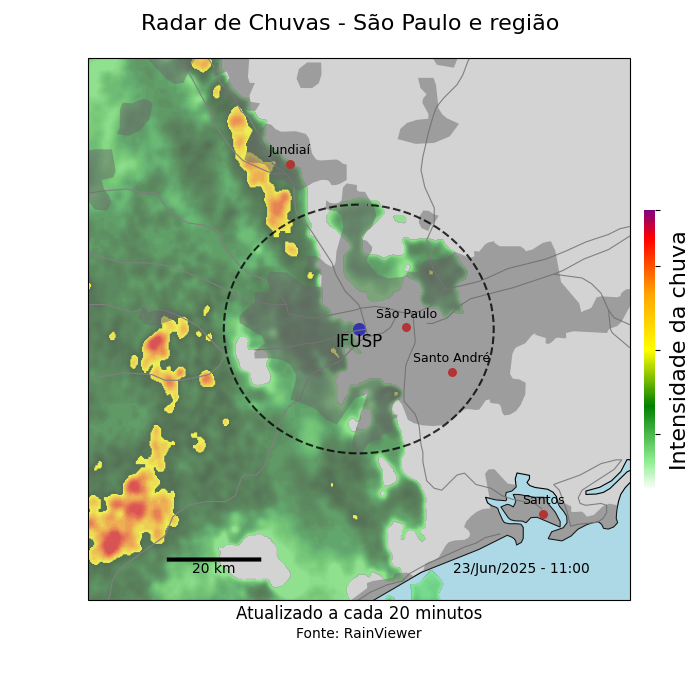 Radar de Chuvas - São Paulo e região
Jundiaí
São Paulo
IFUSP
Santo André
Santos
20 km
23/Jun/2025 - 11:00
Intensidade da chuva
Atualizado a cada 20 minutos
Fonte: RainViewer